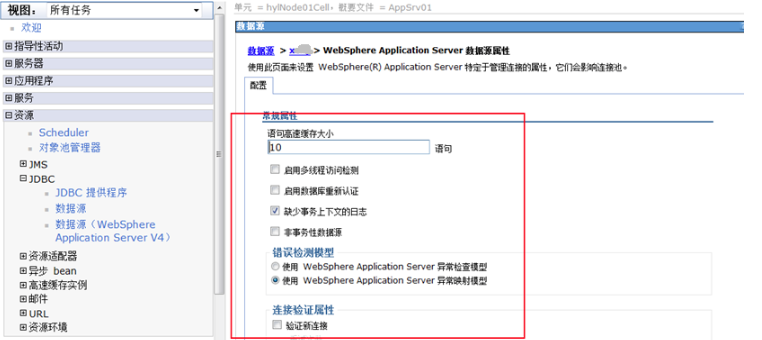 视图： 所有任务
欢迎
指导性活动
服务器
应用程序
服务
资源
Scheduler
对象池管理器
JMS
JDBC
JDBC 提供程序
数据源
数据源（WebSphere
Application Server V4）
资源适配器
异步 bean
高速缓存实例
邮件
URL
资源环境
单元 = hylNode01Cell，概要文件 = AppSrv01
数据源
数据源 > x > WebSphere Application Server 数据源属性
使用此页面来设置 WebSphere(R) Application Server 特定于管理连接的属性，它们会影响连接池。
配置
常规属性
语句高速缓存大小
10 语句
启用多线程访问检测
启用数据库重新认证
缺少事务上下文的日志
非事务性数据源
错误检测模型
使用 WebSphere Application Server 异常检查模型
使用 WebSphere Application Server 异常映射模型
连接验证属性
验证新连接